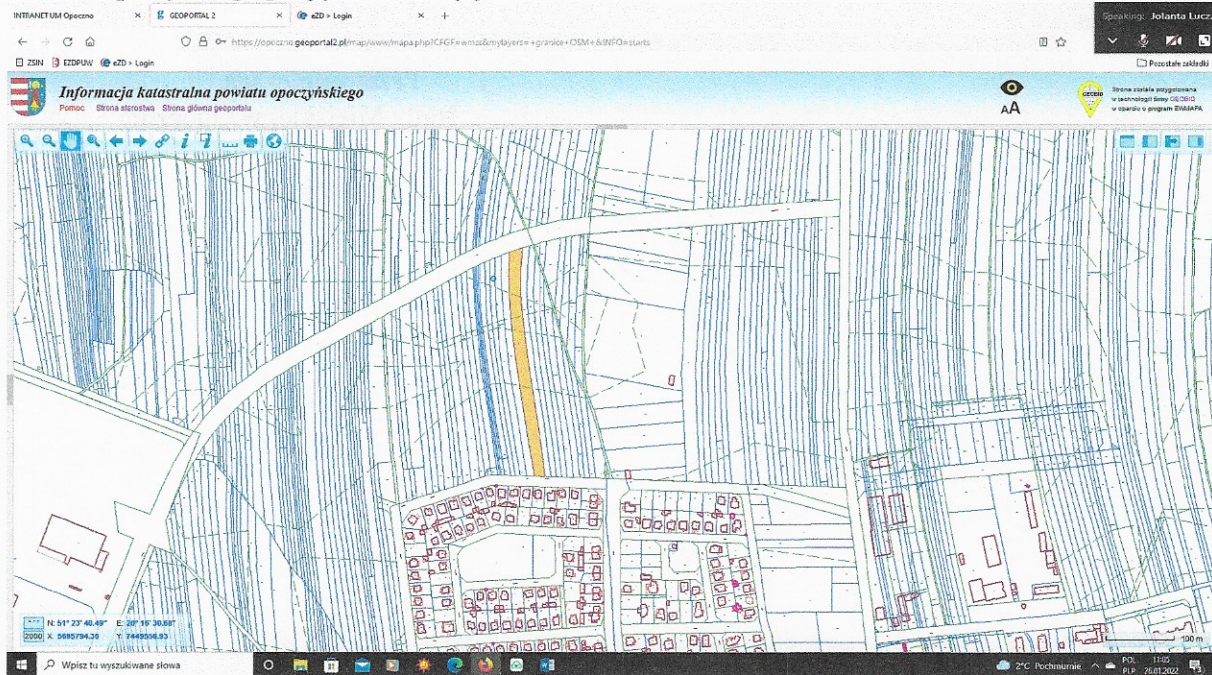 INTRANET UM Opoczno
GEOPORTAL 2
eZD > Login
Speaking: Jolanta Lucz...
https://opoczno.geoportal2.pl/map/www/mapa.php?CFGF=wms&mylayers=+granice+OSM+&INFO=starts
ZSIN EZDPUW eZD > Login
Pozostałe zakładki
Informacja katastralna powiatu opoczyńskiego
Pomoc Strona starostwa Strona główna geoportalu
AA
GEOBID
Strona została przygotowana
w technologii firmy GEOBID
w oparciu o program EWMAPA
N: 51° 23' 40.49" E: 20° 16' 30.68"
2000 X: 5695794.36 Y: 7449556.93
100 m
Wpisz tu wyszukiwane słowa
2°C Pochmurnie
POL 11:05
PLP 26.01.2022